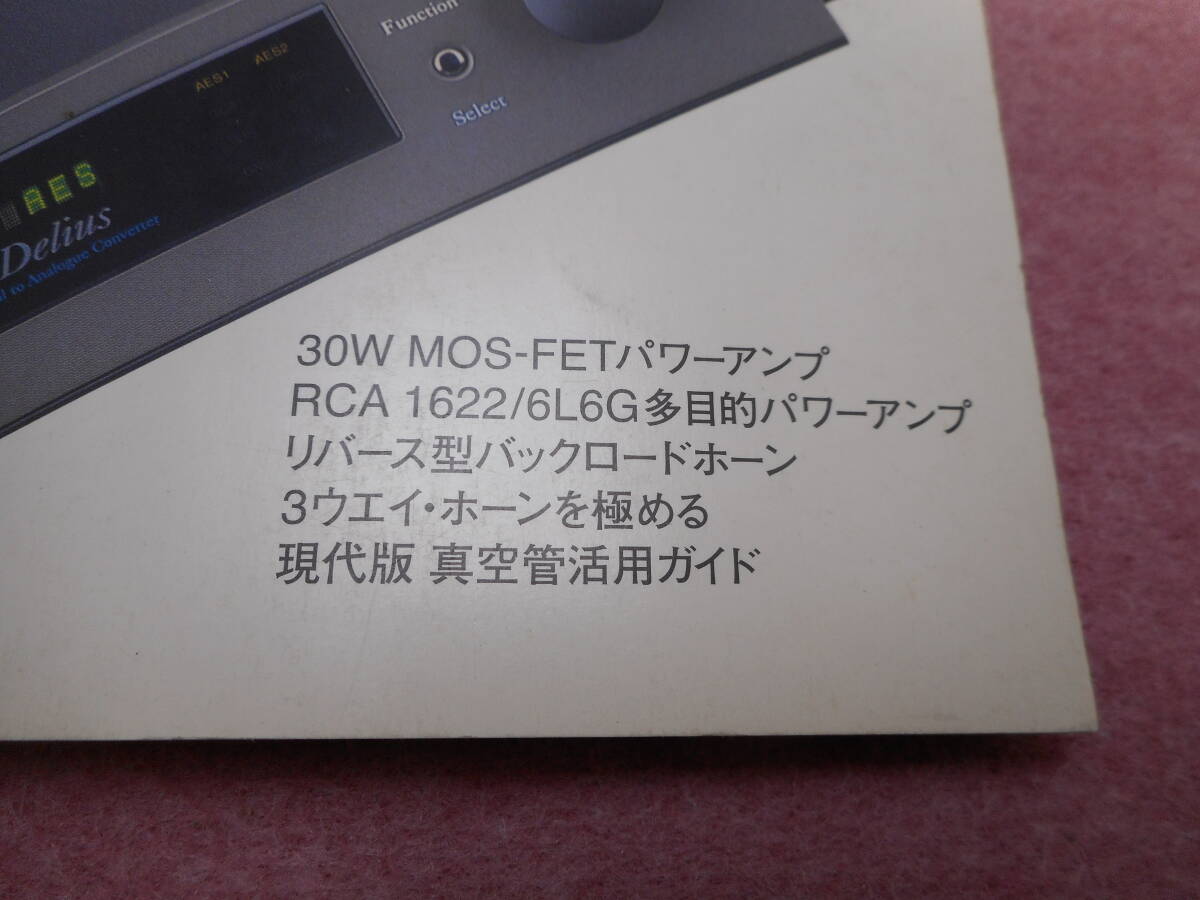 Function
AES1 AES2
Select
AES
Delius
to Analogue Converter
30W MOS-FETパワーアンプ
RCA 1622/6L6G多目的パワーアンプ
リバース型バックロードホーン
3ウエイ・ホーンを極める
現代版 真空管活用ガイド